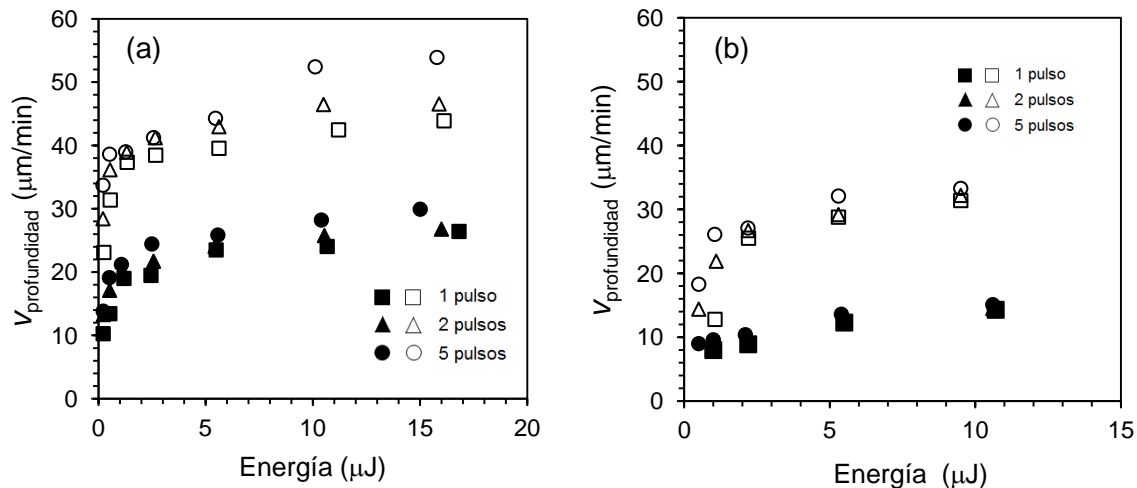 (a)
60
50
40
30
20
10
0
v profundidad (μm/min)
1 pulso
2 pulsos
5 pulsos
0 5 10 15 20
Energía (μJ)
(b)
60
50
40
30
20
10
0
v profundidad (μm/min)
1 pulso
2 pulsos
5 pulsos
0 5 10 15
Energía (μJ)